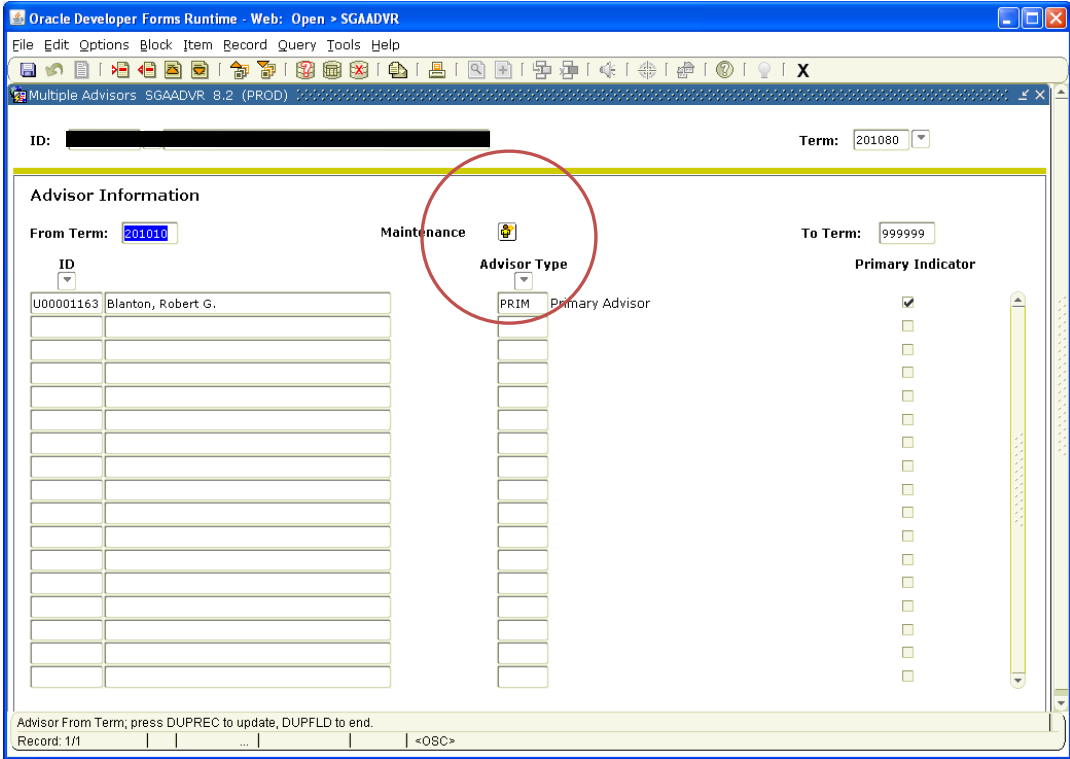 Oracle Developer Forms Runtime - Web: Open > SGAADVR
File Edit Options Block Item Record Query Tools Help
X
Multiple Advisors SGAADVR 8.2 (PROD)
ID: Term: 201080
Advisor Information
From Term: 201010 Maintenance To Term: 999999
ID Advisor Type Primary Indicator
U00001163 Blanton, Robert G. PRIM Primary Advisor
Advisor From Term; press DUPREC to update, DUPFLD to end.
Record: 1/1 ... <OSC>